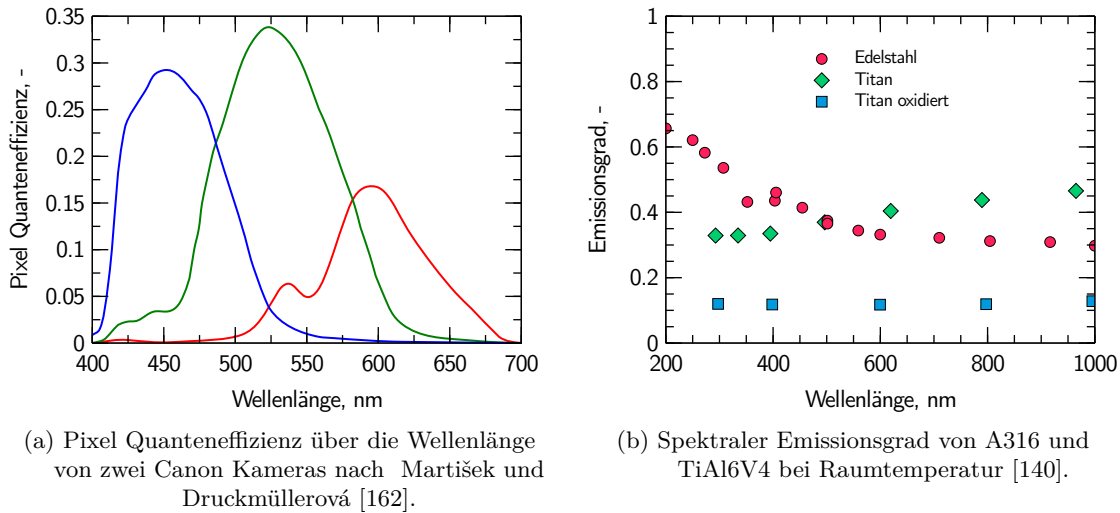 0.35
0.3
0.25
0.2
0.15
0.1
0.05
0
Pixel Quanteneffizienz, -
400 450 500 550 600 650 700
Wellenlänge, nm
(a) Pixel Quanteneffizienz über die Wellenlänge
von zwei Canon Kameras nach Martišek und
Druckmüllerová [162].
1
0.8
0.6
0.4
0.2
0
Emissionsgrad, -
Edelstahl
Titan
Titan oxidiert
200 400 600 800 1000
Wellenlänge, nm
(b) Spektraler Emissionsgrad von A316 und
TiAl6V4 bei Raumtemperatur [140].